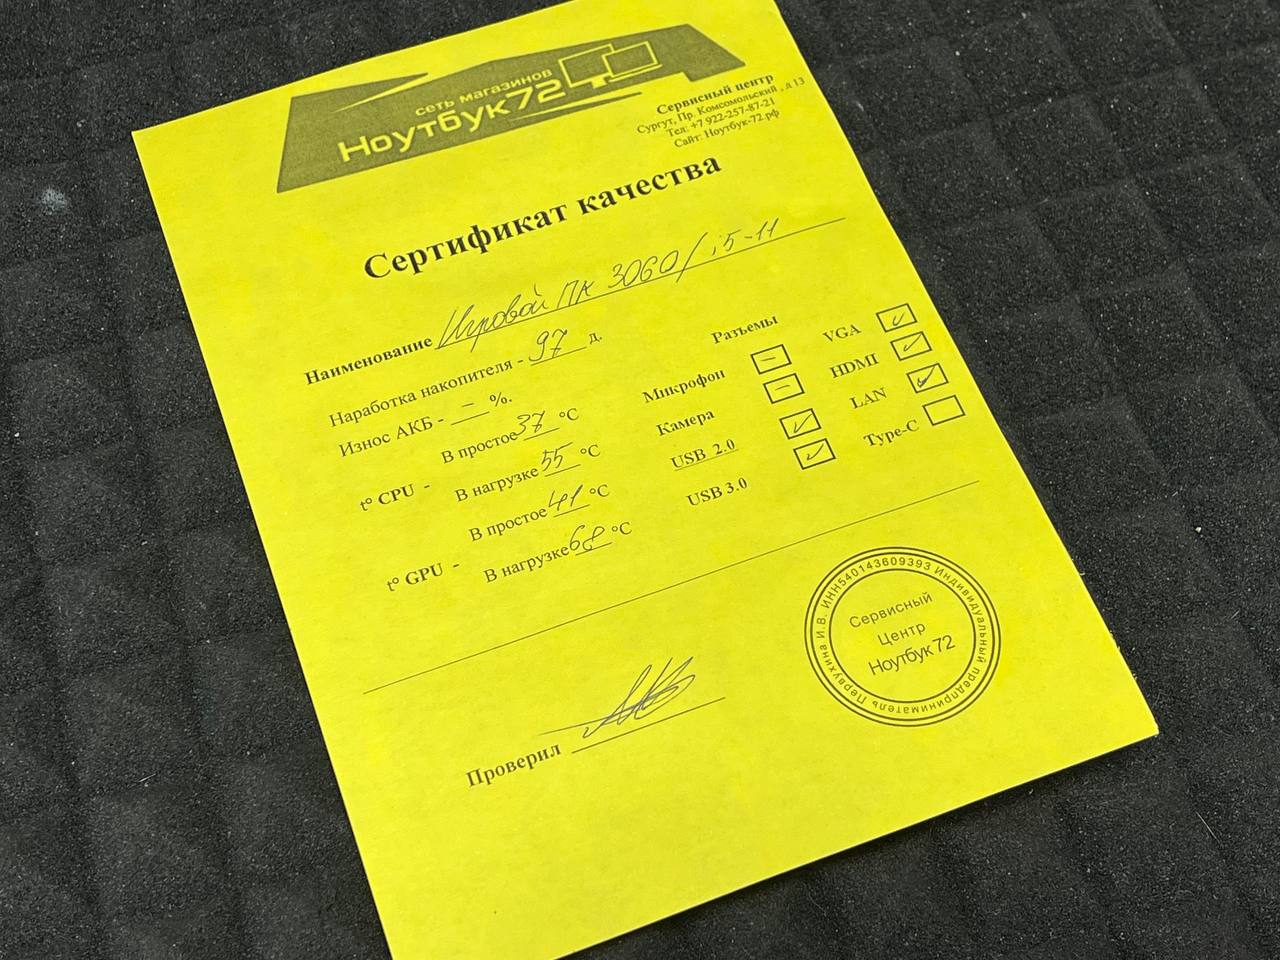 сеть магазинов
Ноутбук72
Сервисный центр
Сургут, Пр. Комсомольский , д 13
Тел: +7 922-257-87-21
Сайт: Ноутбук-72.рф
Сертификат качества
Наименование Игровой ПК 3060/i5-11
Наработка накопителя - 97 д.
Износ АКБ - – %.
t° CPU - В простое 37 °C
В нагрузке 55 °C
t° GPU - В простое 41 °C
В нагрузке 68 °C
Разъемы
Микрофон –
Камера –
USB 2.0 ✓
USB 3.0 ✓
VGA ✓
HDMI ✓
LAN ✓
Type-C
Проверил
Индивидуальный предприниматель Первухина И.В. ИНН540143609393
Сервисный
Центр
Ноутбук 72